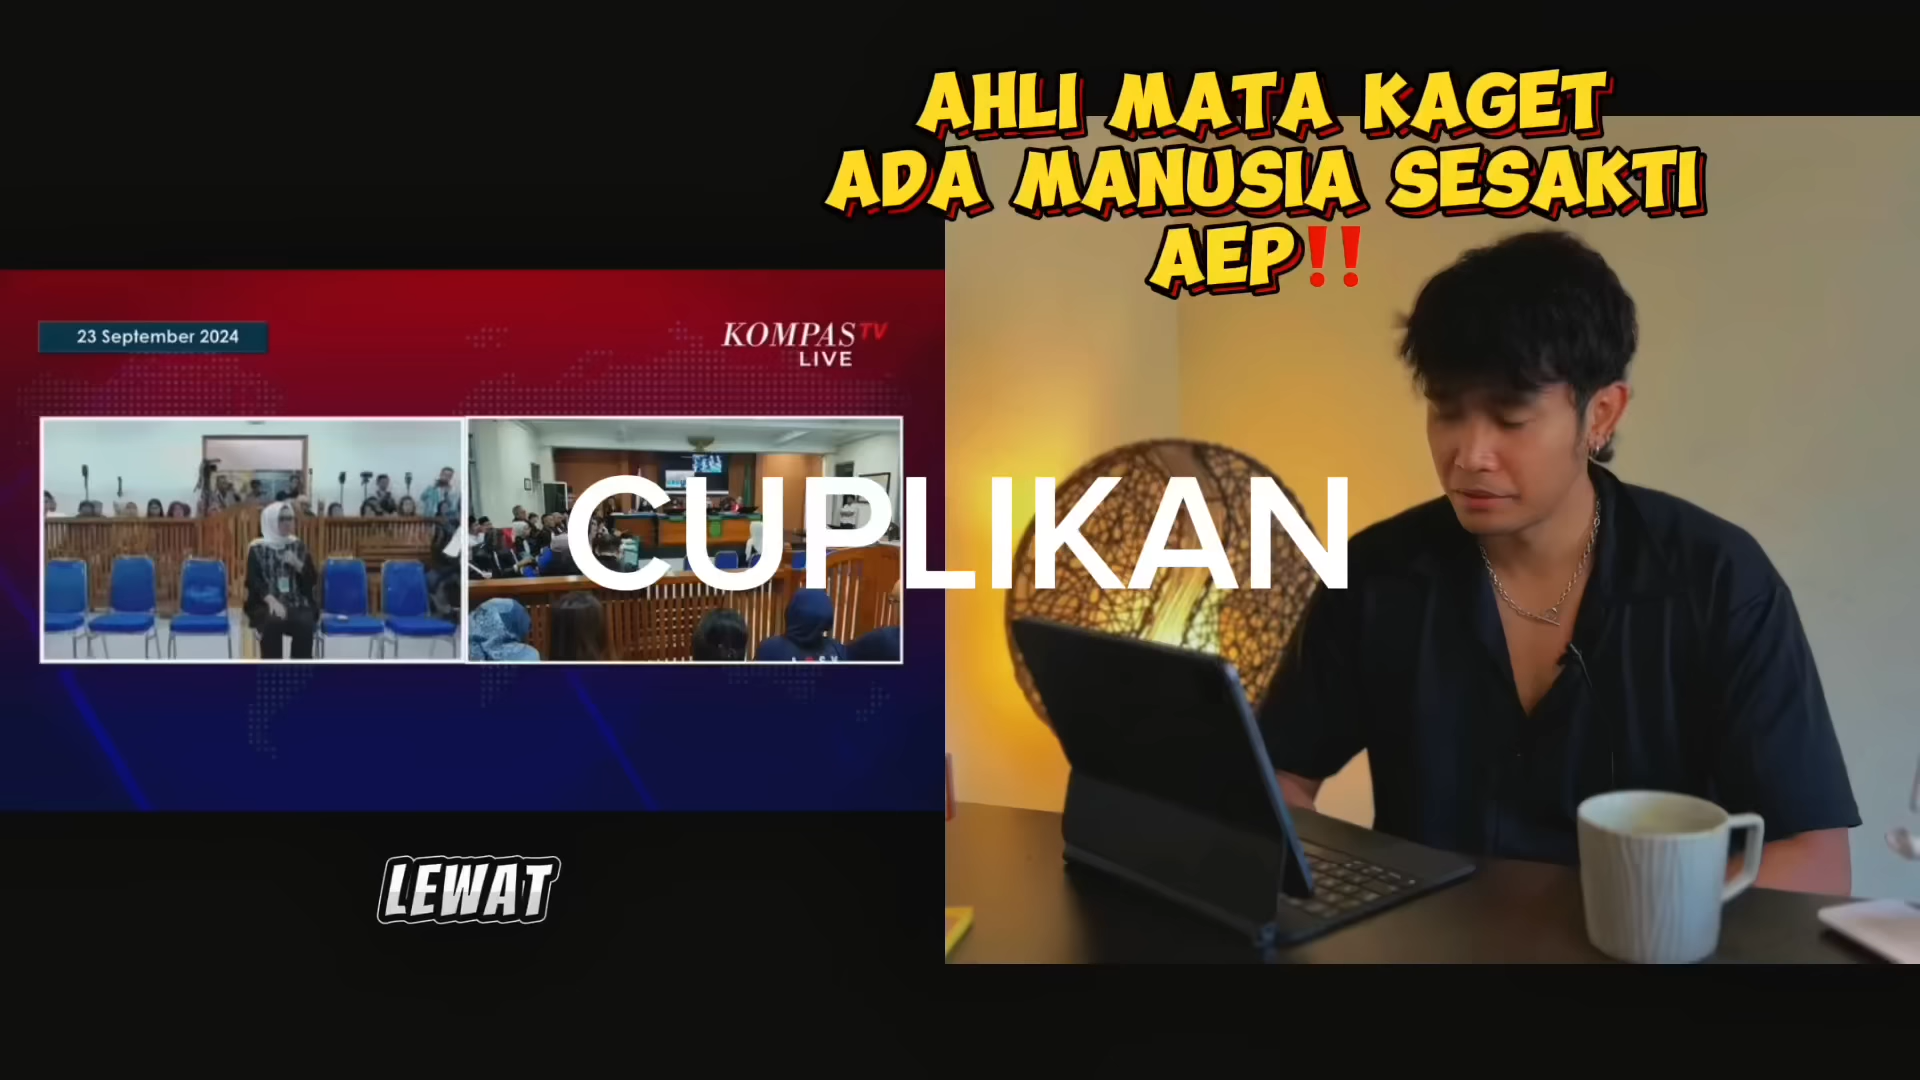 AHLI MATA KAGET
ADA MANUSIA SESAKTI
AEP‼️
23 September 2024
KOMPAS TV
LIVE
CUPLIKAN
LEWAT